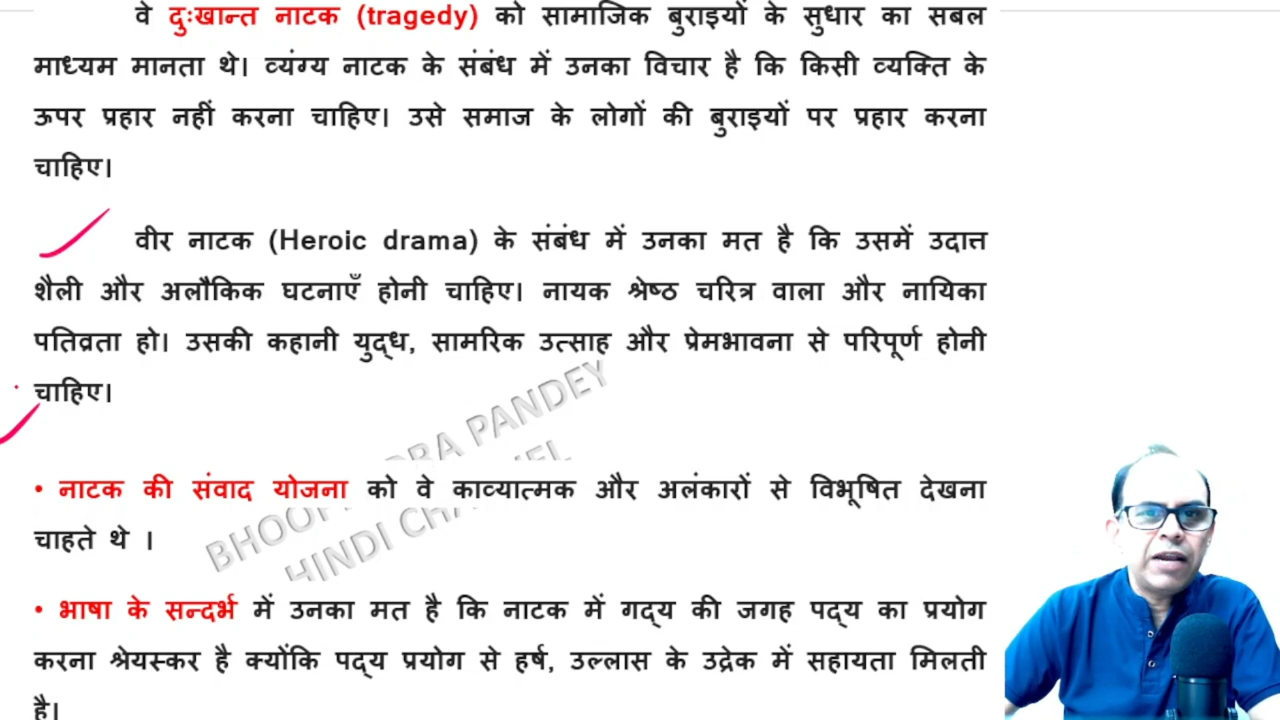 वे दुःखान्त नाटक (tragedy) को सामाजिक बुराइयों के सुधार का सबल
माध्यम मानता थे। व्यंग्य नाटक के संबंध में उनका विचार है कि किसी व्यक्ति के
ऊपर प्रहार नहीं करना चाहिए। उसे समाज के लोगों की बुराइयों पर प्रहार करना
चाहिए।
वीर नाटक (Heroic drama) के संबंध में उनका मत है कि उसमें उदात्त
शैली और अलौकिक घटनाएँ होनी चाहिए। नायक श्रेष्ठ चरित्र वाला और नायिका
पतिव्रता हो। उसकी कहानी युद्ध, सामरिक उत्साह और प्रेमभावना से परिपूर्ण होनी
चाहिए।
• नाटक की संवाद योजना को वे काव्यात्मक और अलंकारों से विभूषित देखना
चाहते थे ।
• भाषा के सन्दर्भ में उनका मत है कि नाटक में गद्य की जगह पद्य का प्रयोग
करना श्रेयस्कर है क्योंकि पद्य प्रयोग से हर्ष, उल्लास के उद्रेक में सहायता मिलती
है।
PANDEY
HINDI